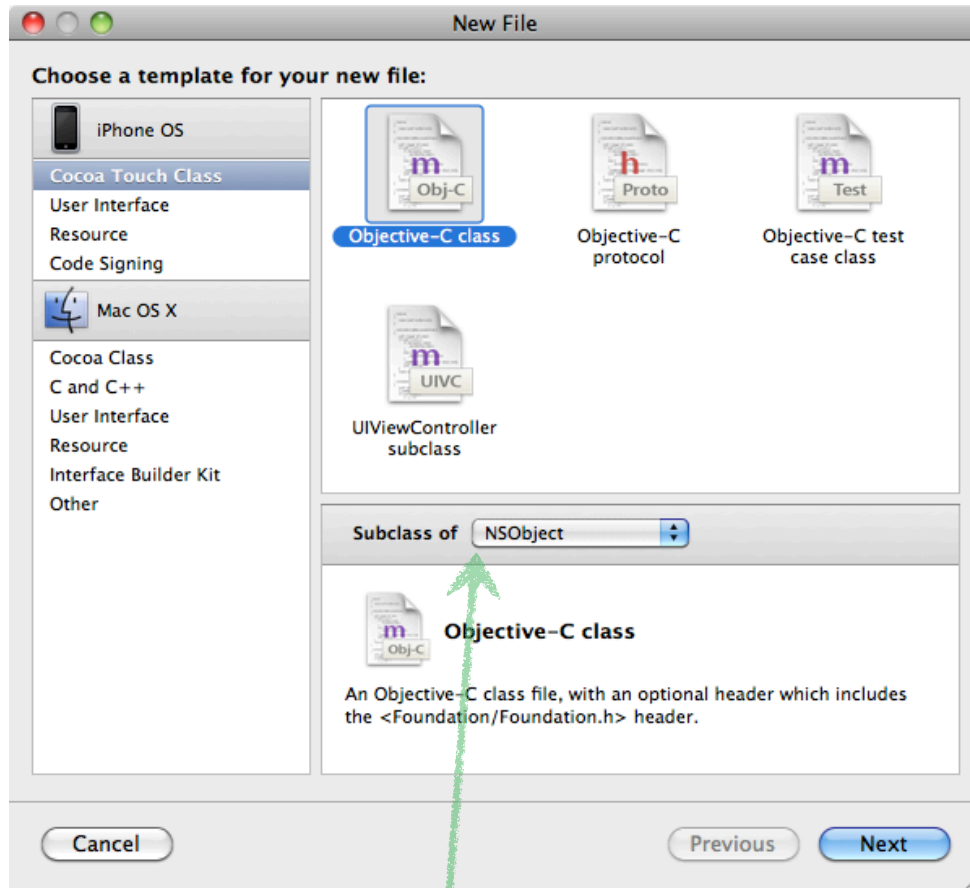 New File
Choose a template for your new file:
iPhone OS
Cocoa Touch Class
User Interface
Resource
Code Signing
Mac OS X
Cocoa Class
C and C++
User Interface
Resource
Interface Builder Kit
Other
m
Obj-C
Objective-C class
h
Proto
Objective-C
protocol
m
Test
Objective-C test
case class
m
UIVC
UIViewController
subclass
Subclass of NSObject
m
Obj-C
Objective-C class
An Objective-C class file, with an optional header which includes
the <Foundation/Foundation.h> header.
Cancel
Previous
Next